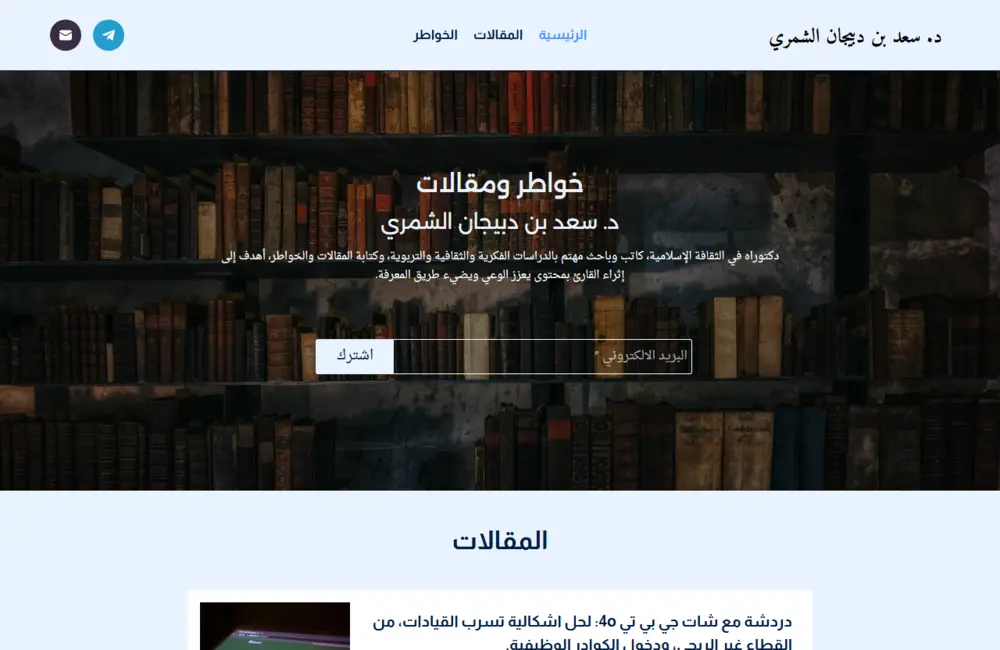 د. سعد بن دبيجان الشمري
الرئيسية
المقالات
الخواطر
خواطر ومقالات
د. سعد بن دبيجان الشمري
دكتوراه في الثقافة الإسلامية، كاتب وباحث مهتم بالدراسات الفكرية والثقافية والتربوية، وكتابة المقالات والخواطر، أهدف إلى
إثراء القارئ بمحتوى يعزز الوعي ويضيء طريق المعرفة.
البريد الالكتروني *
اشترك
المقالات
دردشة مع شات جي بي تي 4o: لحل اشكالية تسرب القيادات، من
القطاع غير الربحي، ودخول الكوادر الوظيفية.